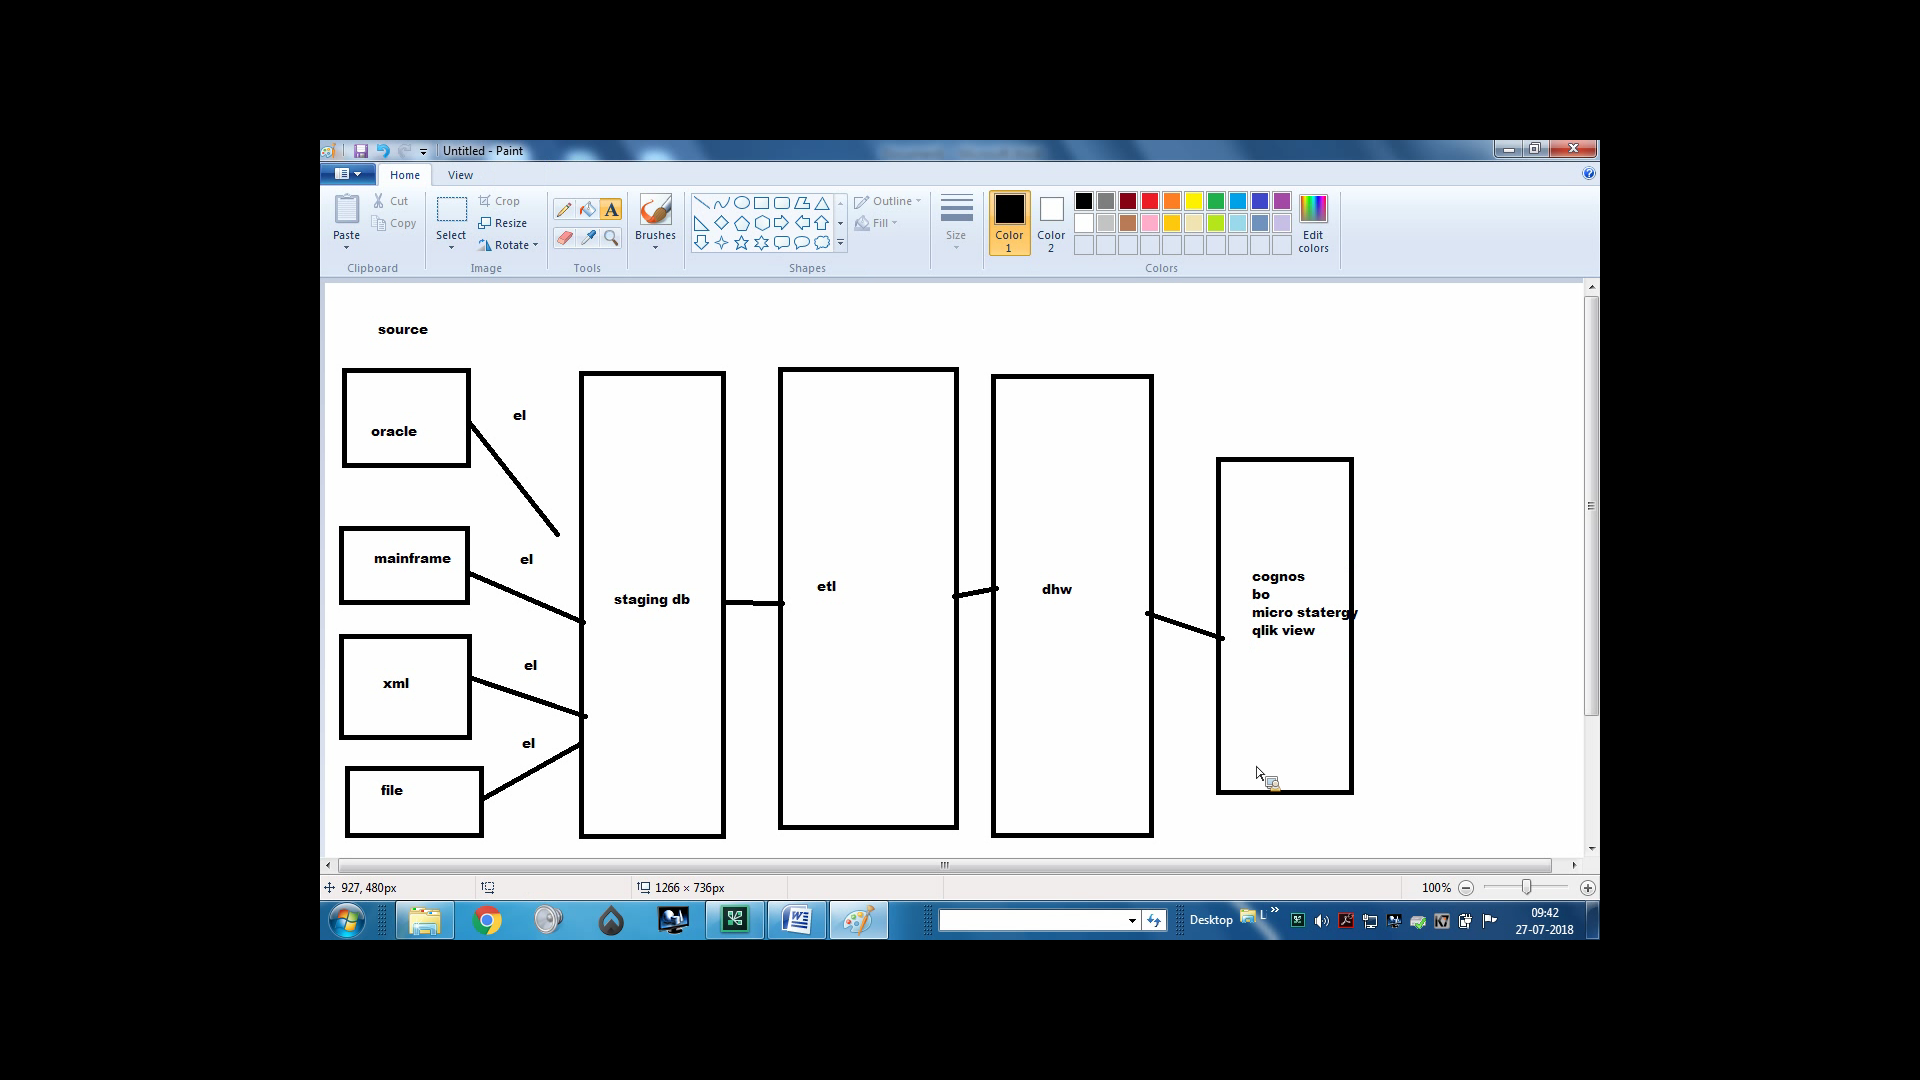 Untitled - Paint
Home
View
Paste
Cut
Copy
Clipboard
Select
Crop
Resize
Rotate
Image
A
Tools
Brushes
Outline
Fill
Shapes
Size
Color
1
Color
2
Edit
colors
Colors
source
oracle
el
mainframe
el
xml
el
file
el
staging db
etl
dhw
cognos
bo
micro statergy
qlik view
927, 480px
1266 × 736px
100%
Desktop
L
09:42
27-07-2018